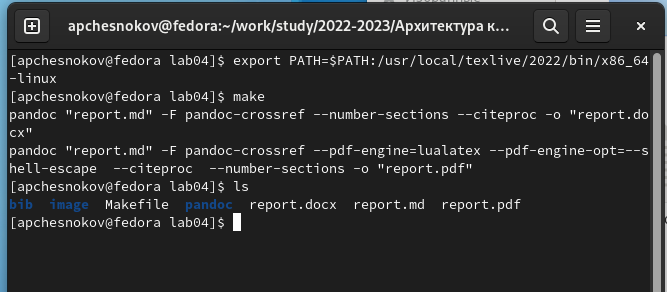 apchesnokov@fedora:~/work/study/2022-2023/Архитектура к...
[apchesnokov@fedora lab04]$ export PATH=$PATH:/usr/local/texlive/2022/bin/x86_64
-linux
[apchesnokov@fedora lab04]$ make
pandoc "report.md" -F pandoc-crossref --number-sections --citeproc -o "report.do
cx"
pandoc "report.md" -F pandoc-crossref --pdf-engine=lualatex --pdf-engine-opt=--s
hell-escape  --citeproc  --number-sections -o "report.pdf"
[apchesnokov@fedora lab04]$ ls
bib  image  Makefile  pandoc  report.docx  report.md  report.pdf
[apchesnokov@fedora lab04]$